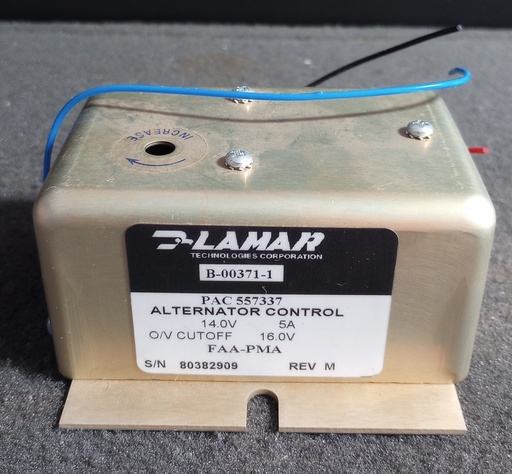 INCREASE
LAMAR
TECHNOLOGIES CORPORATION
B-00371-1
PAC 557337
ALTERNATOR CONTROL
14.0V 5A
O/V CUTOFF 16.0V
FAA-PMA
S/N 80382909 REV M